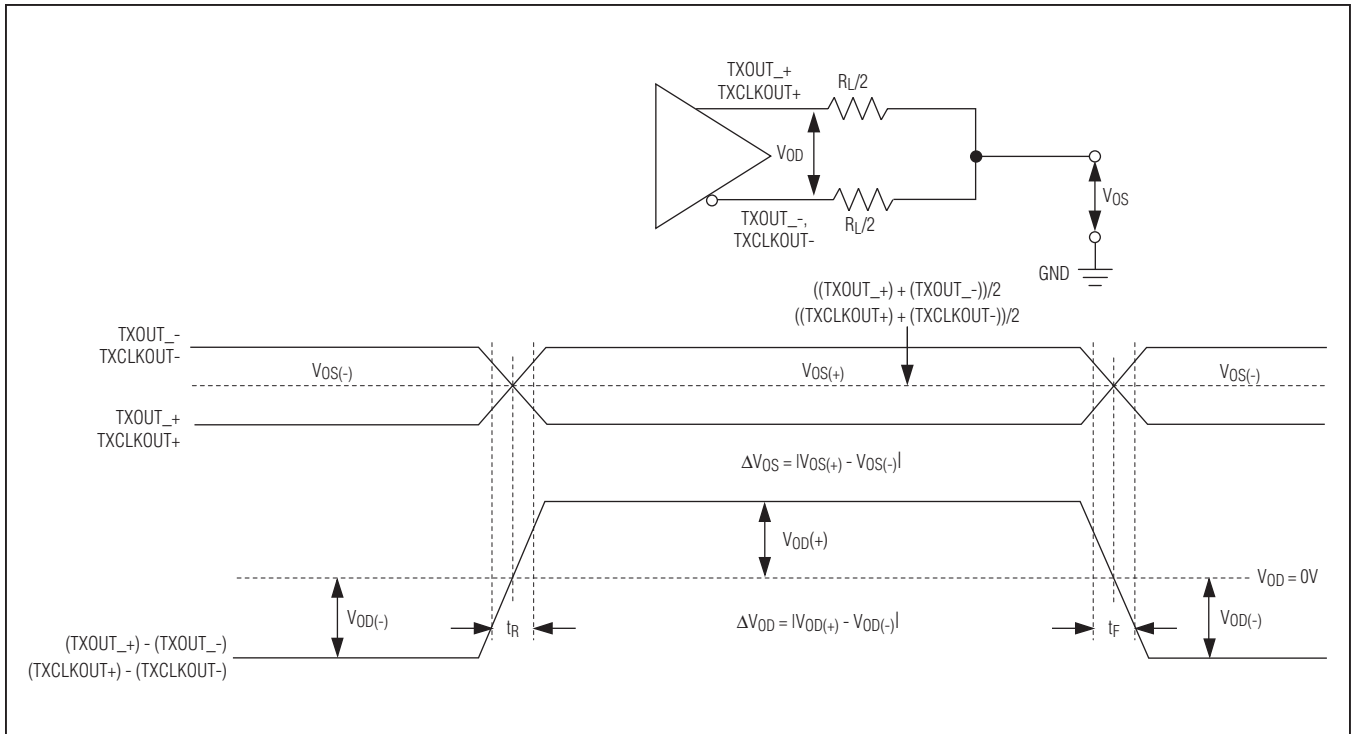 TXOUT_+
TXCLKOUT+
RL/2
VOD
TXOUT_-,
TXCLKOUT-
RL/2
VOS
GND
((TXOUT_+) + (TXOUT_-))/2
((TXCLKOUT+) + (TXCLKOUT-))/2
TXOUT_-
TXCLKOUT-
VOS(-)
VOS(+)
VOS(-)
TXOUT_+
TXCLKOUT+
ΔVOS = |VOS(+) - VOS(-)|
VOD(+)
VOD = 0V
VOD(-)
tR
ΔVOD = |VOD(+) - VOD(-)|
tF
VOD(-)
(TXOUT_+) - (TXOUT_-)
(TXCLKOUT+) - (TXCLKOUT-)